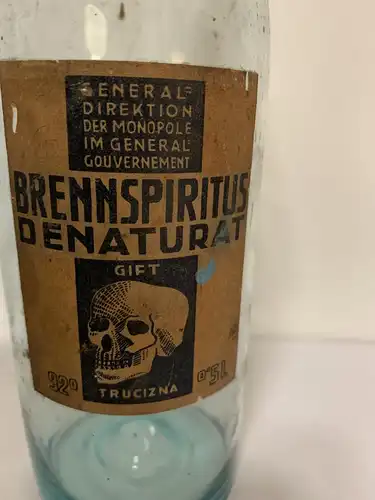 GENERAL=
DIREKTION
DER MONOPOLE
IM GENERAL=
GOUVERNEMENT
BRENNSPIRITUS
DENATURAT
GIFT
92° 0'5L
TRUCIZNA